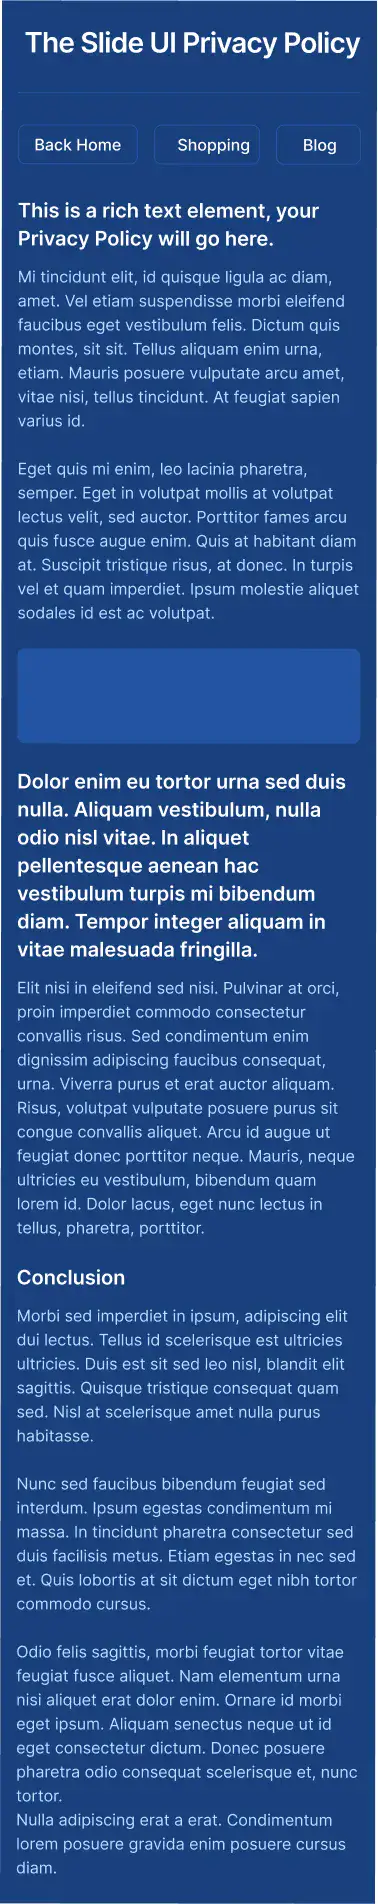 The Slide UI Privacy Policy
Back Home
Shopping
Blog
This is a rich text element, your
Privacy Policy will go here.
Mi tincidunt elit, id quisque ligula ac diam,
amet. Vel etiam suspendisse morbi eleifend
faucibus eget vestibulum felis. Dictum quis
montes, sit sit. Tellus aliquam enim urna,
etiam. Mauris posuere vulputate arcu amet,
vitae nisi, tellus tincidunt. At feugiat sapien
varius id.
Eget quis mi enim, leo lacinia pharetra,
semper. Eget in volutpat mollis at volutpat
lectus velit, sed auctor. Porttitor fames arcu
quis fusce augue enim. Quis at habitant diam
at. Suscipit tristique risus, at donec. In turpis
vel et quam imperdiet. Ipsum molestie aliquet
sodales id est ac volutpat.
Dolor enim eu tortor urna sed duis
nulla. Aliquam vestibulum, nulla
odio nisl vitae. In aliquet
pellentesque aenean hac
vestibulum turpis mi bibendum
diam. Tempor integer aliquam in
vitae malesuada fringilla.
Elit nisi in eleifend sed nisi. Pulvinar at orci,
proin imperdiet commodo consectetur
convallis risus. Sed condimentum enim
dignissim adipiscing faucibus consequat,
urna. Viverra purus et erat auctor aliquam.
Risus, volutpat vulputate posuere purus sit
congue convallis aliquet. Arcu id augue ut
feugiat donec porttitor neque. Mauris, neque
ultricies eu vestibulum, bibendum quam
lorem id. Dolor lacus, eget nunc lectus in
tellus, pharetra, porttitor.
Conclusion
Morbi sed imperdiet in ipsum, adipiscing elit
dui lectus. Tellus id scelerisque est ultricies
ultricies. Duis est sit sed leo nisl, blandit elit
sagittis. Quisque tristique consequat quam
sed. Nisl at scelerisque amet nulla purus
habitasse.
Nunc sed faucibus bibendum feugiat sed
interdum. Ipsum egestas condimentum mi
massa. In tincidunt pharetra consectetur sed
duis facilisis metus. Etiam egestas in nec sed
et. Quis lobortis at sit dictum eget nibh tortor
commodo cursus.
Odio felis sagittis, morbi feugiat tortor vitae
feugiat fusce aliquet. Nam elementum urna
nisi aliquet erat dolor enim. Ornare id morbi
eget ipsum. Aliquam senectus neque ut id
eget consectetur dictum. Donec posuere
pharetra odio consequat scelerisque et, nunc
tortor.
Nulla adipiscing erat a erat. Condimentum
lorem posuere gravida enim posuere cursus
diam.